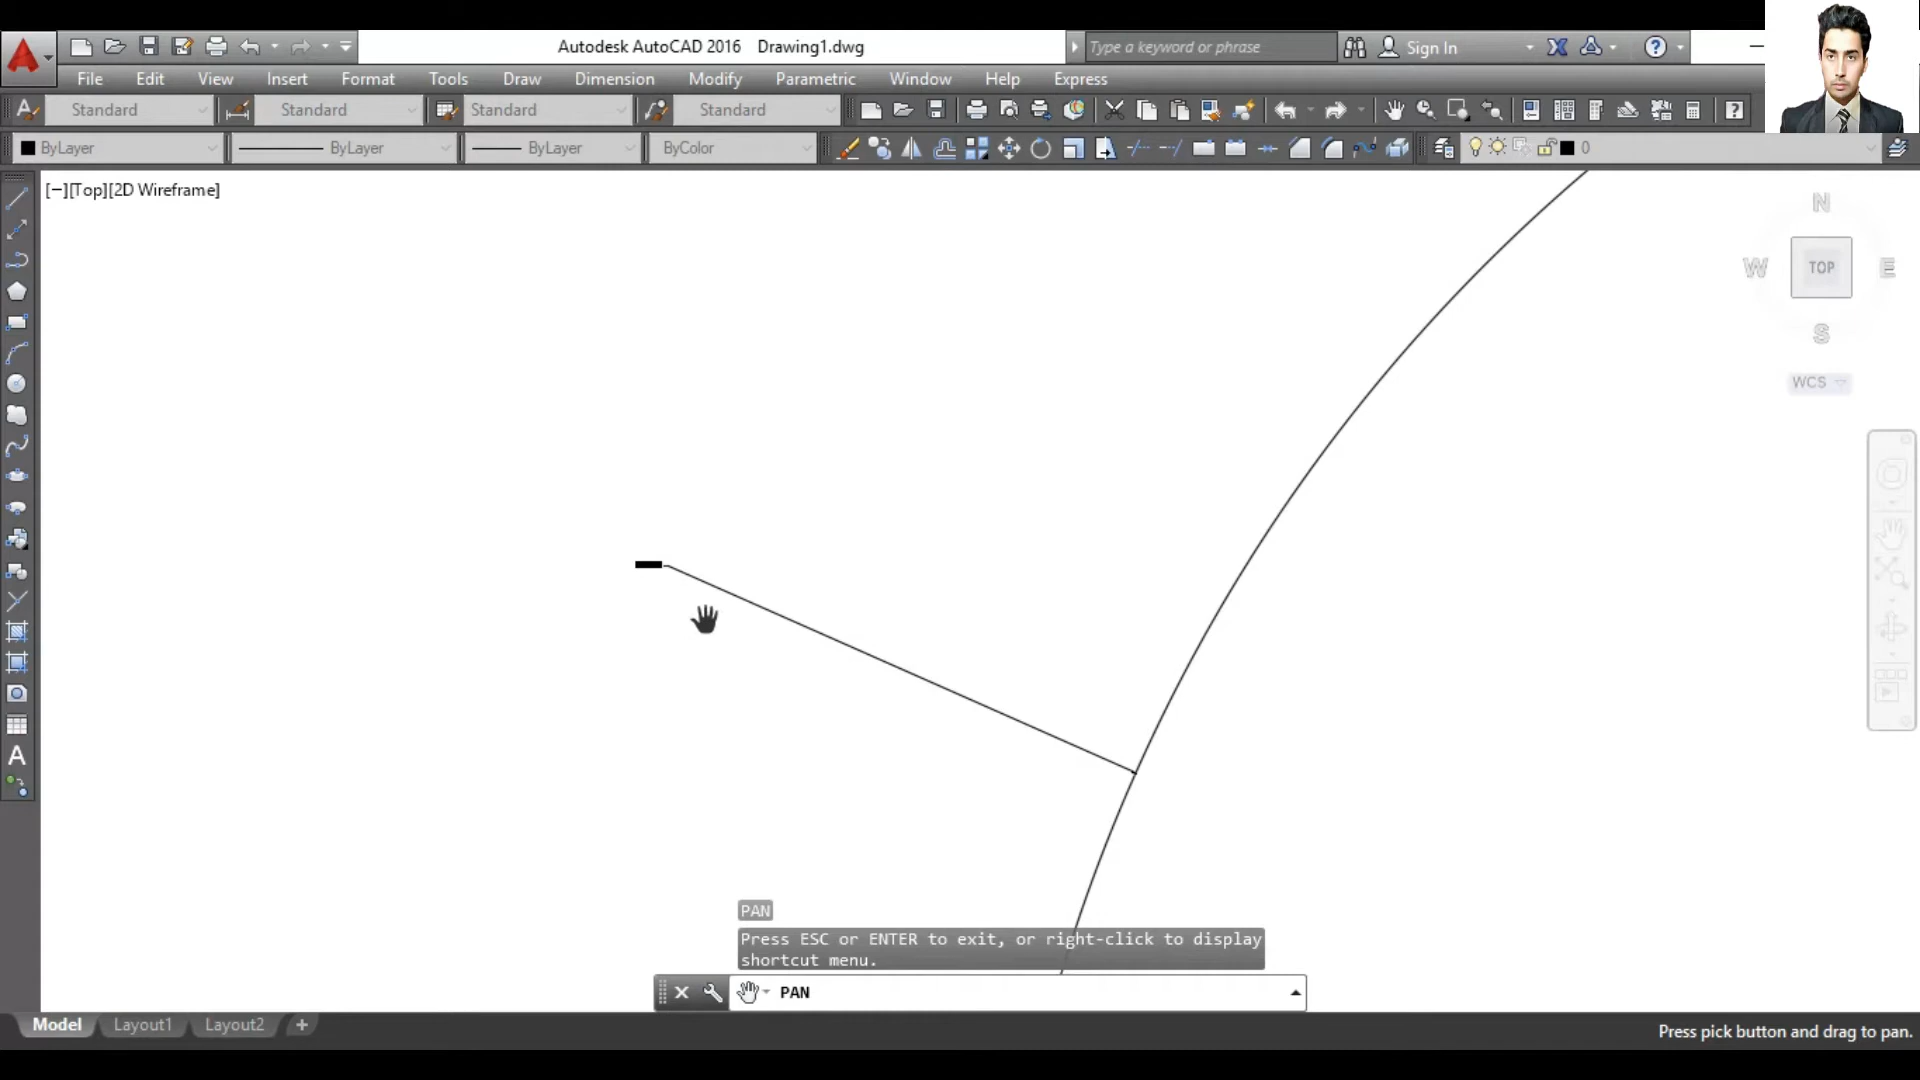 Autodesk AutoCAD 2016 Drawing1.dwg
Type a keyword or phrase
Sign In
File Edit View Insert Format Tools Draw Dimension Modify Parametric Window Help Express
Standard Standard Standard Standard
ByLayer ByLayer ByLayer ByColor 0
[−][Top][2D Wireframe]
N
W TOP E
S
WCS
A
PAN
Press ESC or ENTER to exit, or right-click to display
shortcut menu.
PAN
Model Layout1 Layout2 +
Press pick button and drag to pan.